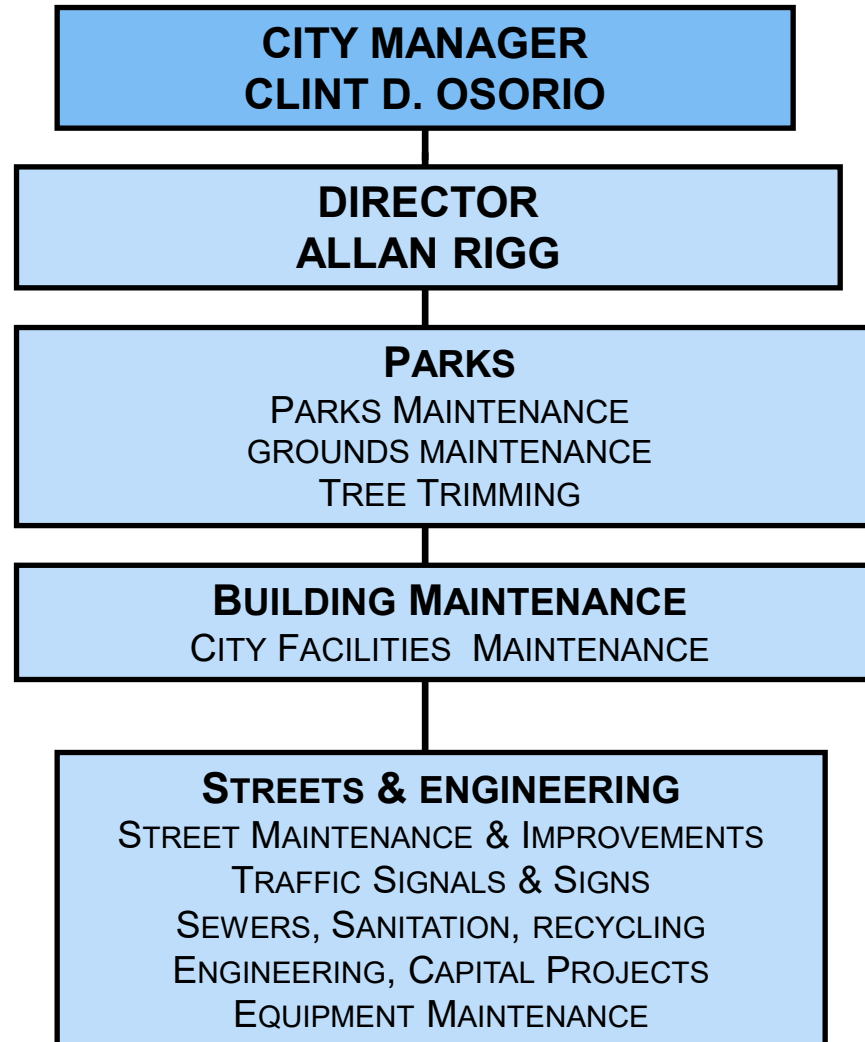 CITY MANAGER
CLINT D. OSORIO
DIRECTOR
ALLAN RIGG
PARKS
PARKS MAINTENANCE
GROUNDS MAINTENANCE
TREE TRIMMING
BUILDING MAINTENANCE
CITY FACILITIES MAINTENANCE
STREETS & ENGINEERING
STREET MAINTENANCE & IMPROVEMENTS
TRAFFIC SIGNALS & SIGNS
SEWERS, SANITATION, RECYCLING
ENGINEERING, CAPITAL PROJECTS
EQUIPMENT MAINTENANCE